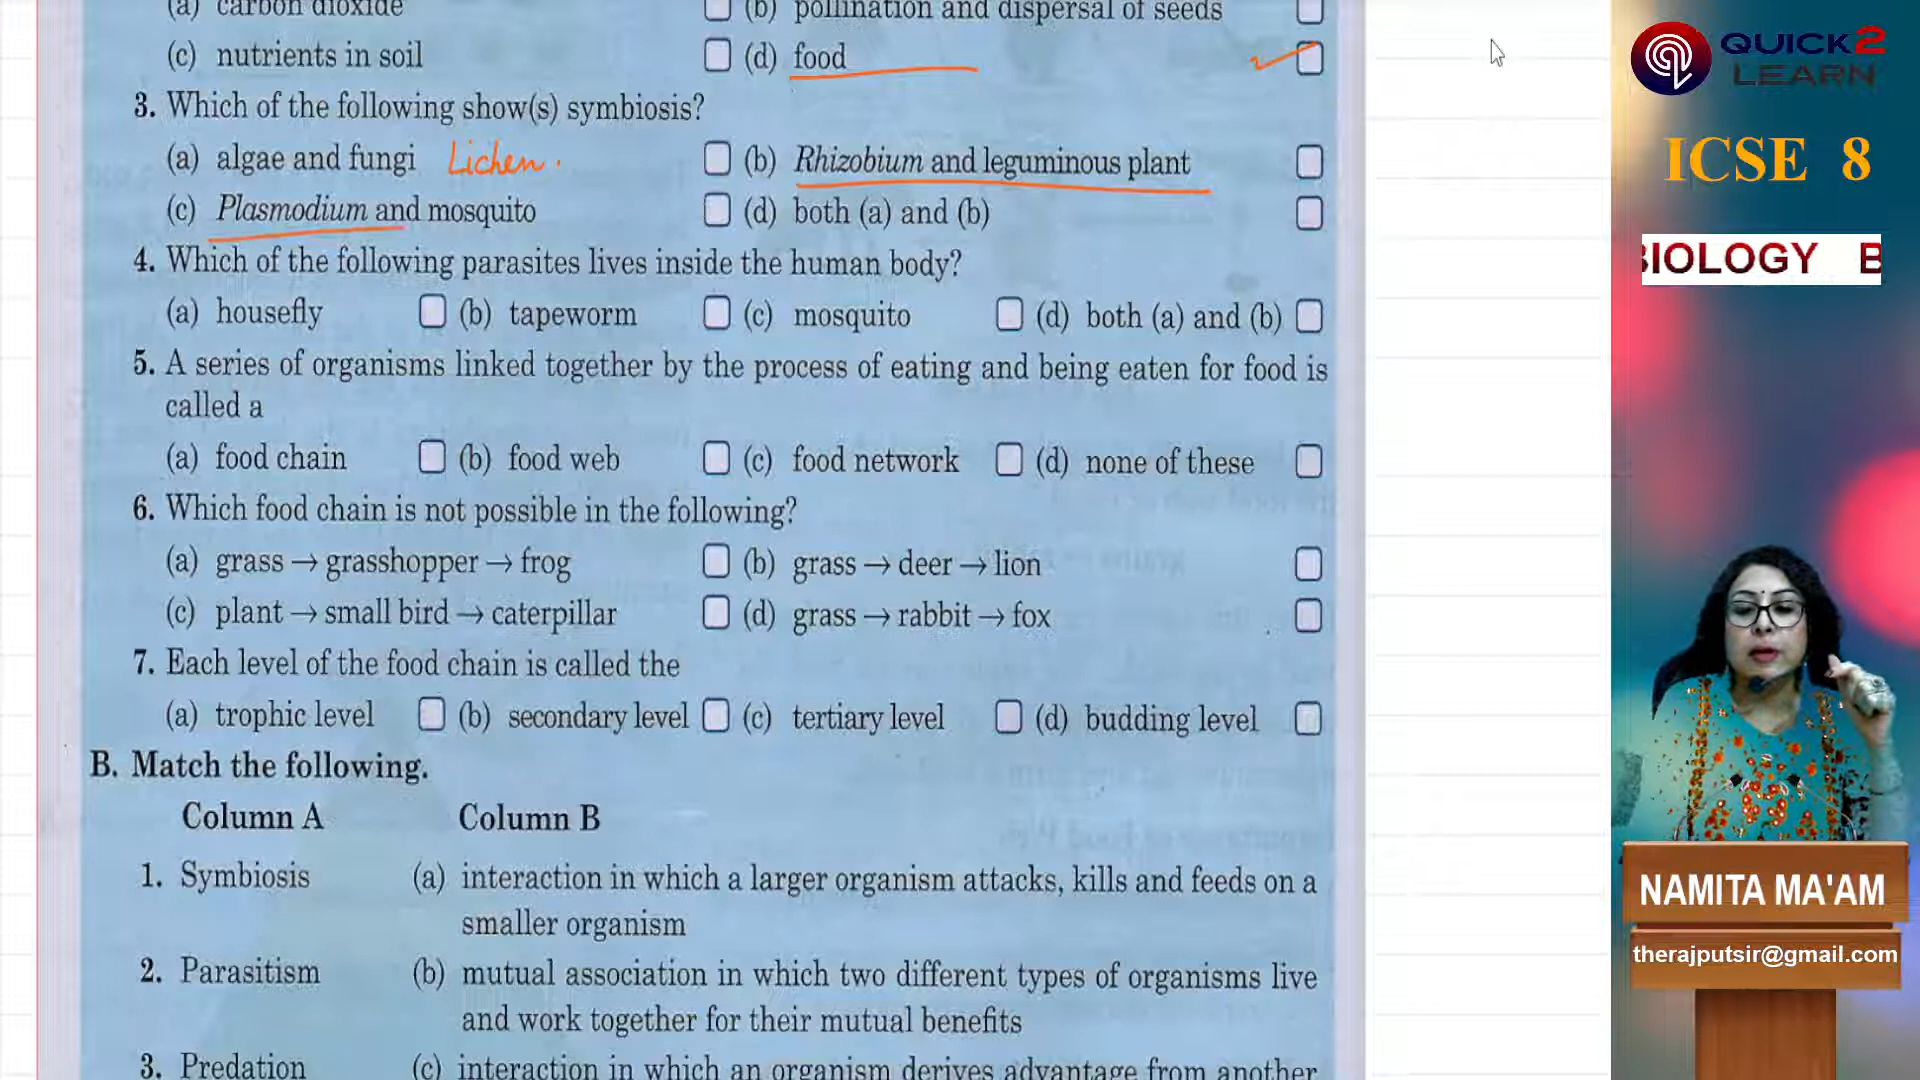 (a) carbon dioxide (b) pollination and dispersal of seeds
(c) nutrients in soil (d) food
3. Which of the following show(s) symbiosis?
(a) algae and fungi Lichen. (b) Rhizobium and leguminous plant
(c) Plasmodium and mosquito (d) both (a) and (b)
4. Which of the following parasites lives inside the human body?
(a) housefly (b) tapeworm (c) mosquito (d) both (a) and (b)
5. A series of organisms linked together by the process of eating and being eaten for food is
called a
(a) food chain (b) food web (c) food network (d) none of these
6. Which food chain is not possible in the following?
(a) grass → grasshopper → frog (b) grass → deer → lion
(c) plant → small bird → caterpillar (d) grass → rabbit → fox
7. Each level of the food chain is called the
(a) trophic level (b) secondary level (c) tertiary level (d) budding level
B. Match the following.
Column A Column B
1. Symbiosis (a) interaction in which a larger organism attacks, kills and feeds on a
smaller organism
2. Parasitism (b) mutual association in which two different types of organisms live
and work together for their mutual benefits
3. Predation (c) interaction in which an organism derives advantage from another
QUICK2
LEARN
ICSE 8
BIOLOGY B
NAMITA MA'AM
therajputsir@gmail.com